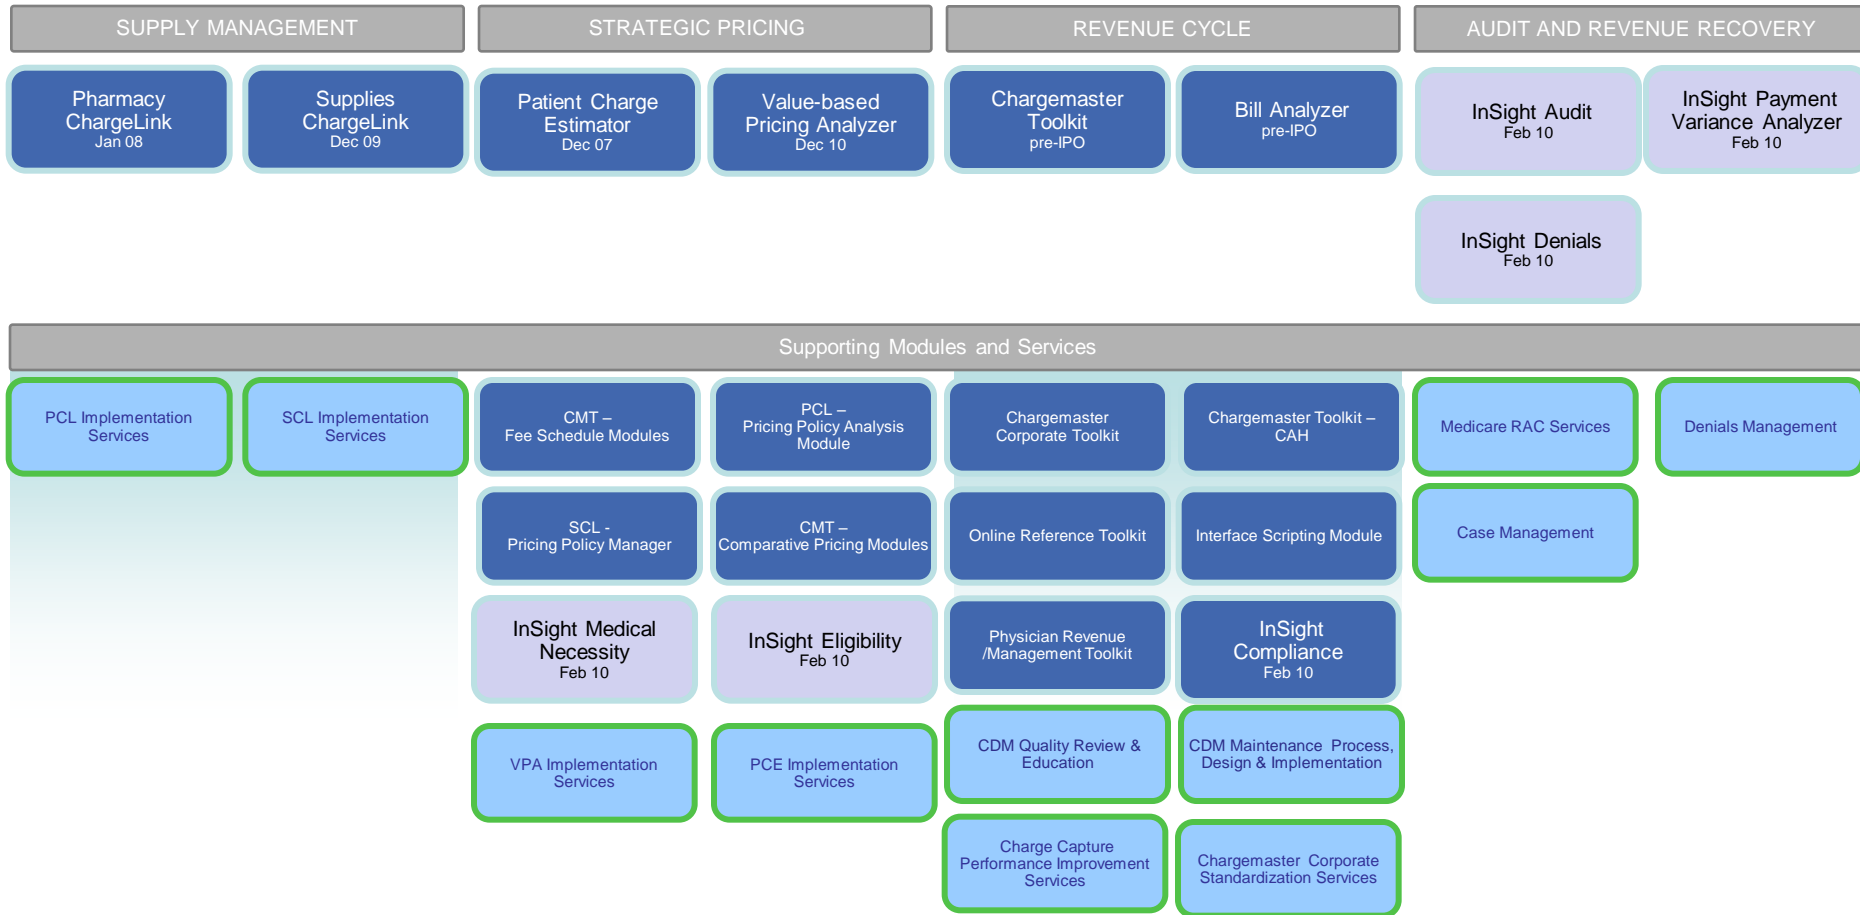 SUPPLY MANAGEMENT
STRATEGIC PRICING
REVENUE CYCLE
AUDIT AND REVENUE RECOVERY
Pharmacy
ChargeLink
Jan 08
Supplies
ChargeLink
Dec 09
Patient Charge
Estimator
Dec 07
Value-based
Pricing Analyzer
Dec 10
Chargemaster
Toolkit
pre-IPO
Bill Analyzer
pre-IPO
InSight Audit
Feb 10
InSight Payment
Variance Analyzer
Feb 10
InSight Denials
Feb 10
Supporting Modules and Services
PCL Implementation
Services
SCL Implementation
Services
CMT –
Fee Schedule Modules
PCL –
Pricing Policy Analysis
Module
Chargemaster
Corporate Toolkit
Chargemaster Toolkit –
CAH
Medicare RAC Services
Denials Management
SCL -
Pricing Policy Manager
CMT –
Comparative Pricing Modules
Online Reference Toolkit
Interface Scripting Module
Case Management
InSight Medical
Necessity
Feb 10
InSight Eligibility
Feb 10
Physician Revenue
/Management Toolkit
InSight
Compliance
Feb 10
VPA Implementation
Services
PCE Implementation
Services
CDM Quality Review &
Education
CDM Maintenance Process,
Design & Implementation
Charge Capture
Performance Improvement
Services
Chargemaster Corporate
Standardization Services